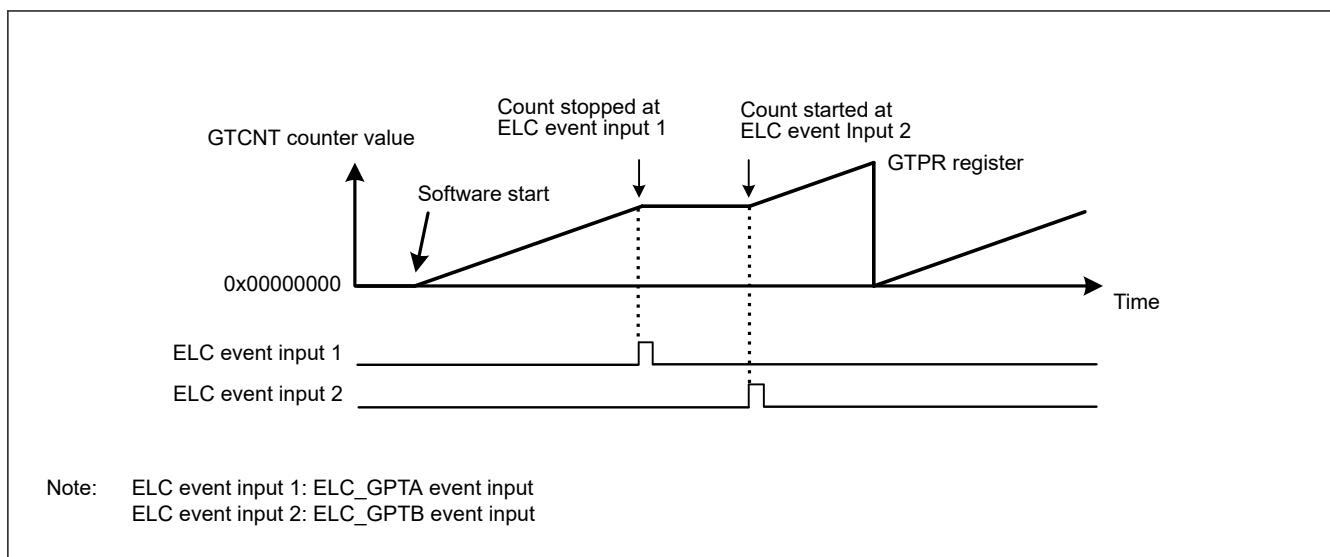 Count stopped at
ELC event input 1
Count started at
ELC event Input 2
GTCNT counter value
GTPR register
Software start
0x00000000
Time
ELC event input 1
ELC event input 2
Note: ELC event input 1: ELC_GPTA event input
ELC event input 2: ELC_GPTB event input